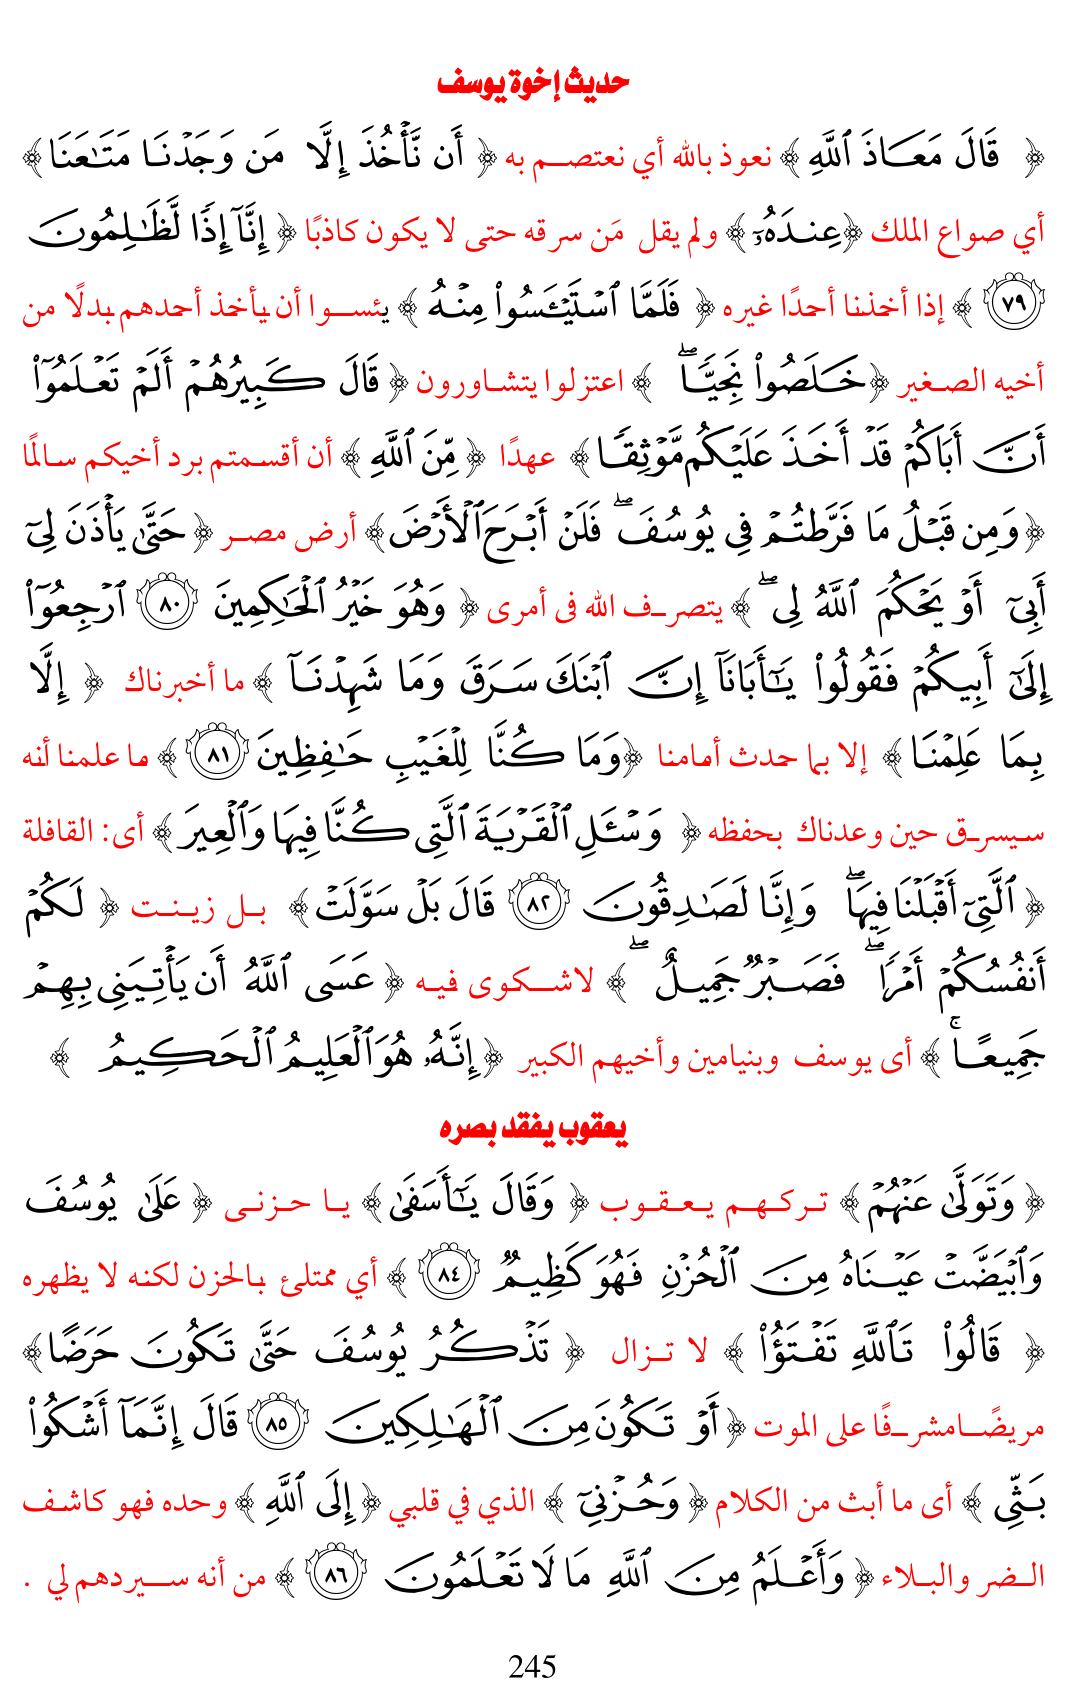 حديث إخوة يوسف
﴿ قَالَ مَعَاذَ ٱللَّهِ ﴾ نعوذ بالله أي نعتصم به ﴿ أَن نَّأْخُذَ إِلَّا مَن وَجَدْنَا مَتَٰعَنَا ﴾
أي صواع الملك ﴿عِندَهُۥٓ ﴾ ولم يقل مَن سرقه حتى لا يكون كاذبًا ﴿ إِنَّآ إِذًا لَّظَٰلِمُونَ
٧٩ ﴾ إذا أخذنا أحدًا غيره ﴿ فَلَمَّا ٱسْتَيْـَٔسُوا۟ مِنْهُ ﴾ يئسوا أن يأخذ أحدهم بدلًا من
أخيه الصغير ﴿خَلَصُوا۟ نَجِيًّا ۖ ﴾ اعتزلوا يتشاورون ﴿ قَالَ كَبِيرُهُمْ أَلَمْ تَعْلَمُوٓا۟
أَنَّ أَبَاكُمْ قَدْ أَخَذَ عَلَيْكُم مَّوْثِقًا ﴾ عهدًا ﴿ مِّنَ ٱللَّهِ ﴾ أن أقسمتم برد أخيكم سالمًا
﴿ وَمِن قَبْلُ مَا فَرَّطتُمْ فِى يُوسُفَ ۖ فَلَنْ أَبْرَحَ ٱلْأَرْضَ ﴾ أرض مصر ﴿ حَتَّىٰ يَأْذَنَ لِىٓ
أَبِىٓ أَوْ يَحْكُمَ ٱللَّهُ لِى ۖ ﴾ يتصرف الله فى أمرى ﴿ وَهُوَ خَيْرُ ٱلْحَٰكِمِينَ ٨٠ ٱرْجِعُوٓا۟
إِلَىٰٓ أَبِيكُمْ فَقُولُوا۟ يَٰٓأَبَانَآ إِنَّ ٱبْنَكَ سَرَقَ وَمَا شَهِدْنَآ ﴾ ما أخبرناك ﴿ إِلَّا
بِمَا عَلِمْنَا ﴾ إلا بما حدث أمامنا ﴿وَمَا كُنَّا لِلْغَيْبِ حَٰفِظِينَ ٨١ ﴾ ما علمنا أنه
سيسرق حين وعدناك بحفظه ﴿ وَسْـَٔلِ ٱلْقَرْيَةَ ٱلَّتِى كُنَّا فِيهَا وَٱلْعِيرَ ﴾ أى: القافلة
﴿ ٱلَّتِىٓ أَقْبَلْنَا فِيهَا ۖ وَإِنَّا لَصَٰدِقُونَ ٨٢ قَالَ بَلْ سَوَّلَتْ ﴾ بل زينت ﴿ لَكُمْ
أَنفُسُكُمْ أَمْرًا ۖ فَصَبْرٌ جَمِيلٌ ۖ ﴾ لاشكوى فيه ﴿ عَسَى ٱللَّهُ أَن يَأْتِيَنِى بِهِمْ
جَمِيعًا ۚ ﴾ أى يوسف وبنيامين وأخيهم الكبير ﴿ إِنَّهُۥ هُوَ ٱلْعَلِيمُ ٱلْحَكِيمُ ﴾
يعقوب يفقد بصره
﴿ وَتَوَلَّىٰ عَنْهُمْ ﴾ تركهم يعقوب ﴿ وَقَالَ يَٰٓأَسَفَىٰ ﴾ يا حزنى ﴿ عَلَىٰ يُوسُفَ
وَٱبْيَضَّتْ عَيْنَاهُ مِنَ ٱلْحُزْنِ فَهُوَ كَظِيمٌ ٨٤ ﴾ أي ممتلئ بالحزن لكنه لا يظهره
﴿ قَالُوا۟ تَٱللَّهِ تَفْتَؤُا۟ ﴾ لا تزال ﴿ تَذْكُرُ يُوسُفَ حَتَّىٰ تَكُونَ حَرَضًا ﴾
مريضًا مشرفًا على الموت ﴿ أَوْ تَكُونَ مِنَ ٱلْهَٰلِكِينَ ٨٥ قَالَ إِنَّمَآ أَشْكُوا۟
بَثِّى ﴾ أى ما أبث من الكلام ﴿ وَحُزْنِىٓ ﴾ الذي في قلبي ﴿ إِلَى ٱللَّهِ ﴾ وحده فهو كاشف
الضر والبلاء ﴿ وَأَعْلَمُ مِنَ ٱللَّهِ مَا لَا تَعْلَمُونَ ٨٦ ﴾ من أنه سيردهم لي .
245